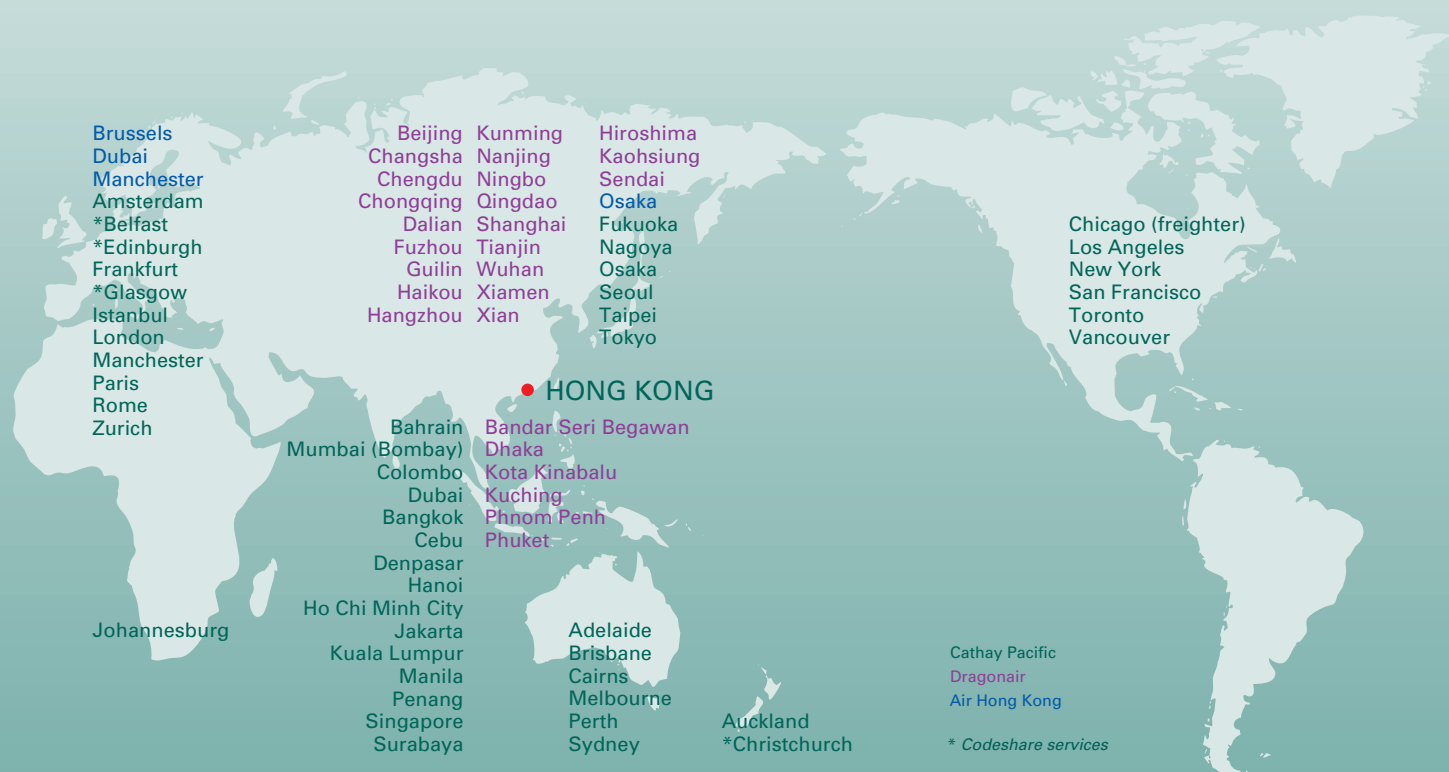 Brussels
Dubai
Manchester
Amsterdam
*Belfast
*Edinburgh
Frankfurt
*Glasgow
Istanbul
London
Manchester
Paris
Rome
Zurich
Johannesburg
Beijing Kunming
Changsha Nanjing
Chengdu Ningbo
Chongqing Qingdao
Dalian Shanghai
Fuzhou Tianjin
Guilin Wuhan
Haikou Xiamen
Hangzhou Xian
Hiroshima
Kaohsiung
Sendai
Osaka
Fukuoka
Nagoya
Osaka
Seoul
Taipei
Tokyo
HONG KONG
Bahrain
Mumbai (Bombay)
Colombo
Dubai
Bangkok
Cebu
Denpasar
Hanoi
Ho Chi Minh City
Jakarta
Kuala Lumpur
Manila
Penang
Singapore
Surabaya
Bandar Seri Begawan
Dhaka
Kota Kinabalu
Kuching
Phnom Penh
Phuket
Adelaide
Brisbane
Cairns
Melbourne
Perth
Sydney
Auckland
*Christchurch
Chicago (freighter)
Los Angeles
New York
San Francisco
Toronto
Vancouver
Cathay Pacific
Dragonair
Air Hong Kong
* Codeshare services